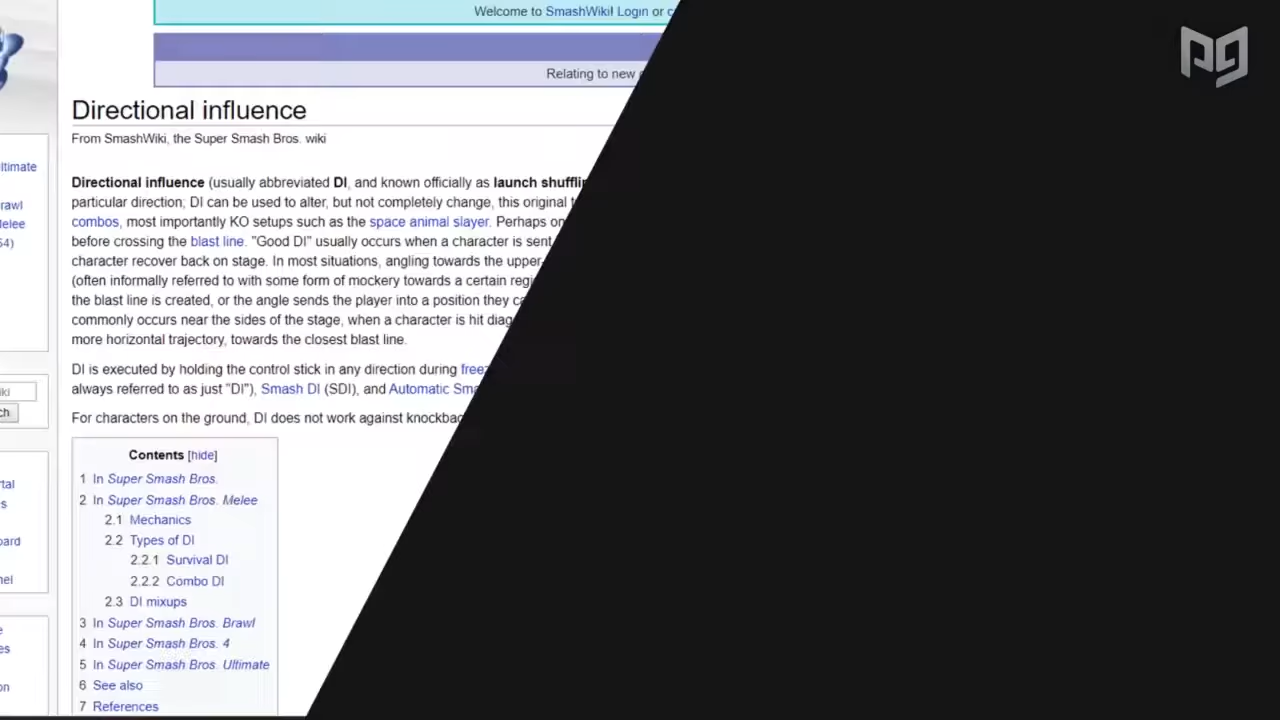 Welcome to SmashWiki! Login or
Relating to new
Directional influence
From SmashWiki, the Super Smash Bros. wiki
ltimate
rawl
lelee
54)
Directional influence (usually abbreviated DI, and known officially as launch
particular direction; DI can be used to alter, but not completely change, this original
combos, most importantly KO setups such as the space animal slayer. Perhaps
before crossing the blast line. "Good DI" usually occurs when a character is sent
character recover back on stage. In most situations, angling towards the upper-
(often informally referred to with some form of mockery towards a certain
the blast line is created, or the angle sends the player into a position they
commonly occurs near the sides of the stage, when a character is hit
more horizontal trajectory, towards the closest blast line.
DI is executed by holding the control stick in any direction during
always referred to as just "DI"), Smash DI (SDI), and Automatic
For characters on the ground, DI does not work against
Contents [hide]
1 In Super Smash Bros.
2 In Super Smash Bros. Melee
2.1 Mechanics
2.2 Types of DI
2.2.1 Survival DI
2.2.2 Combo DI
2.3 DI mixups
3 In Super Smash Bros. Brawl
4 In Super Smash Bros. 4
5 In Super Smash Bros. Ultimate
6 See also
7 References
pg